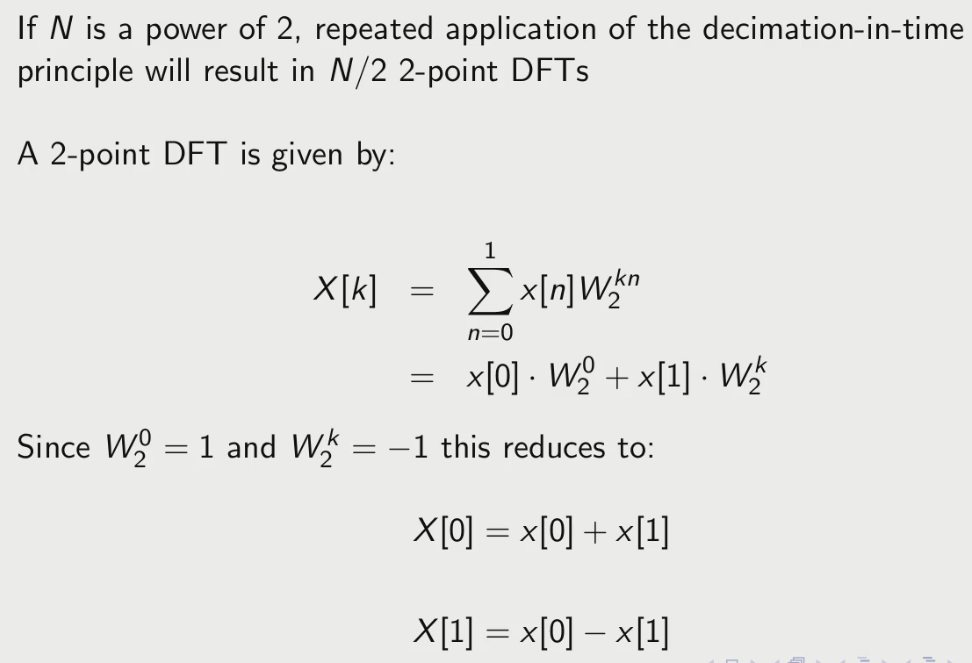 If N is a power of 2, repeated application of the decimation-in-time
principle will result in N/2 2-point DFTs
A 2-point DFT is given by:
X[k] = \sum_{n=0}^{1} x[n]W_2^{kn}
= x[0] · W_2^0 + x[1] · W_2^k
Since W_2^0 = 1 and W_2^k = −1 this reduces to:
X[0] = x[0] + x[1]
X[1] = x[0] − x[1]